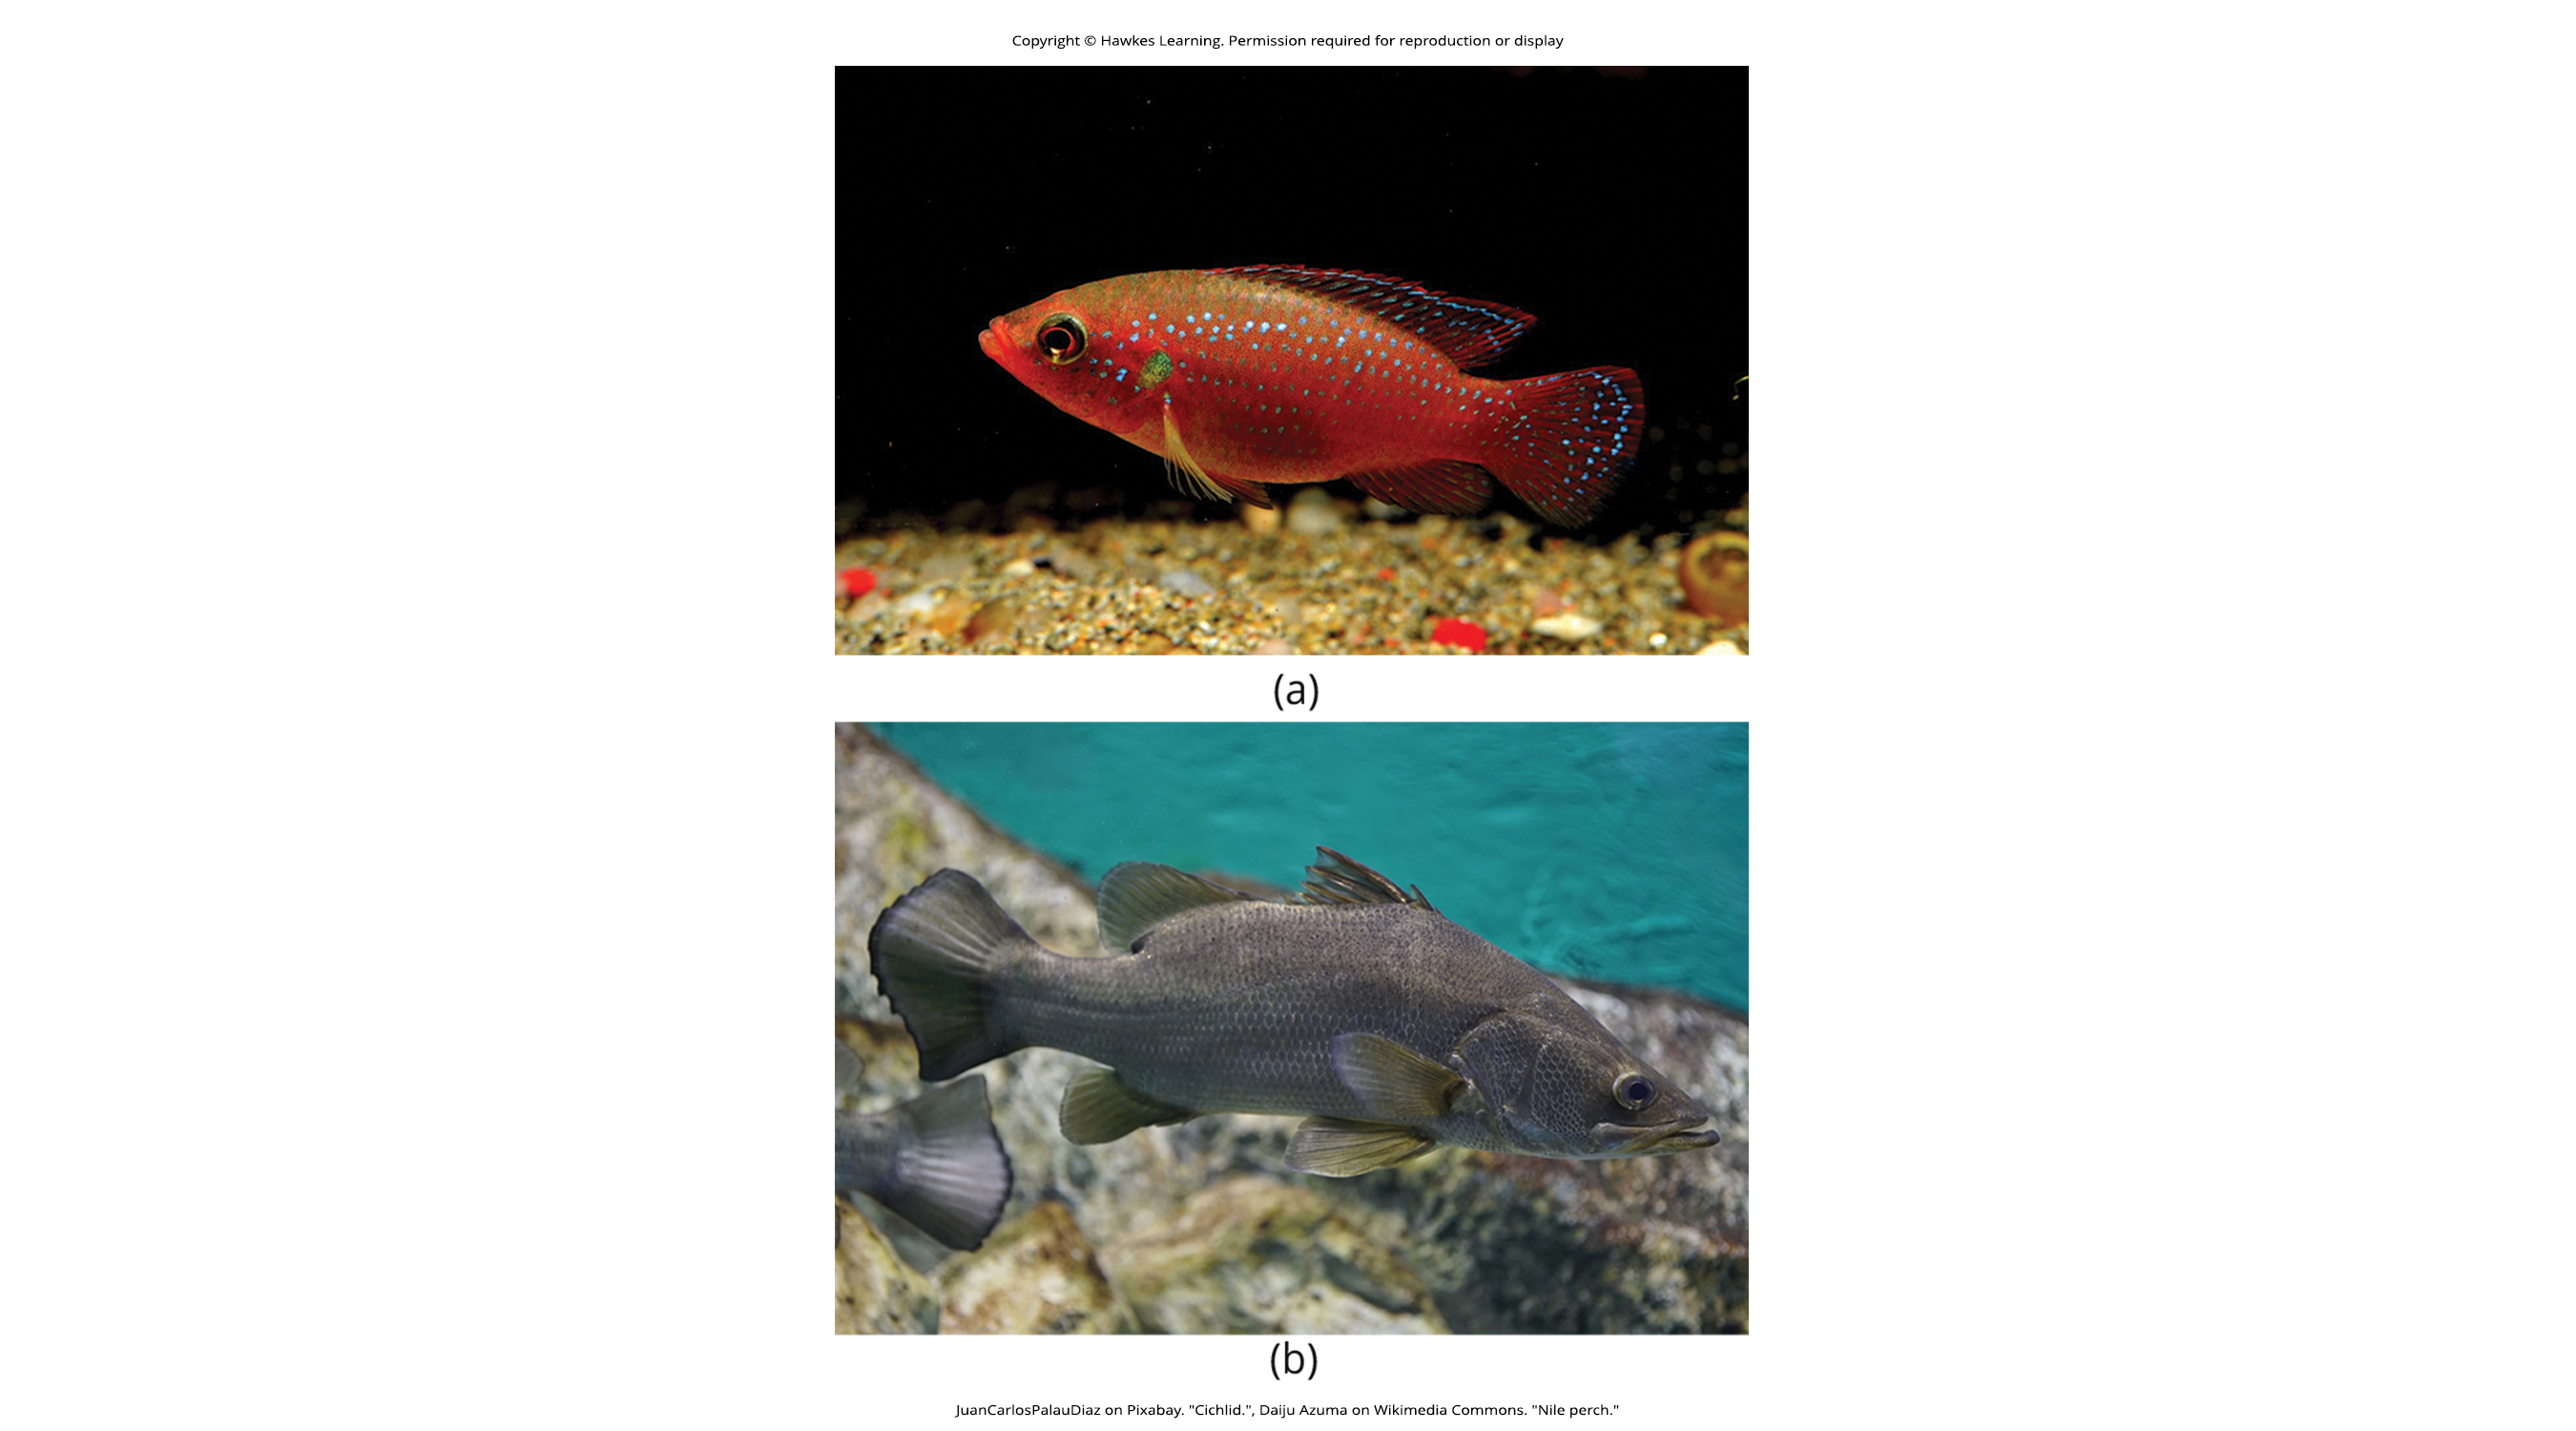 Copyright © Hawkes Learning. Permission required for reproduction or display
(a)
(b)
JuanCarlosPalauDiaz on Pixabay. "Cichlid.", Daiju Azuma on Wikimedia Commons. "Nile perch."